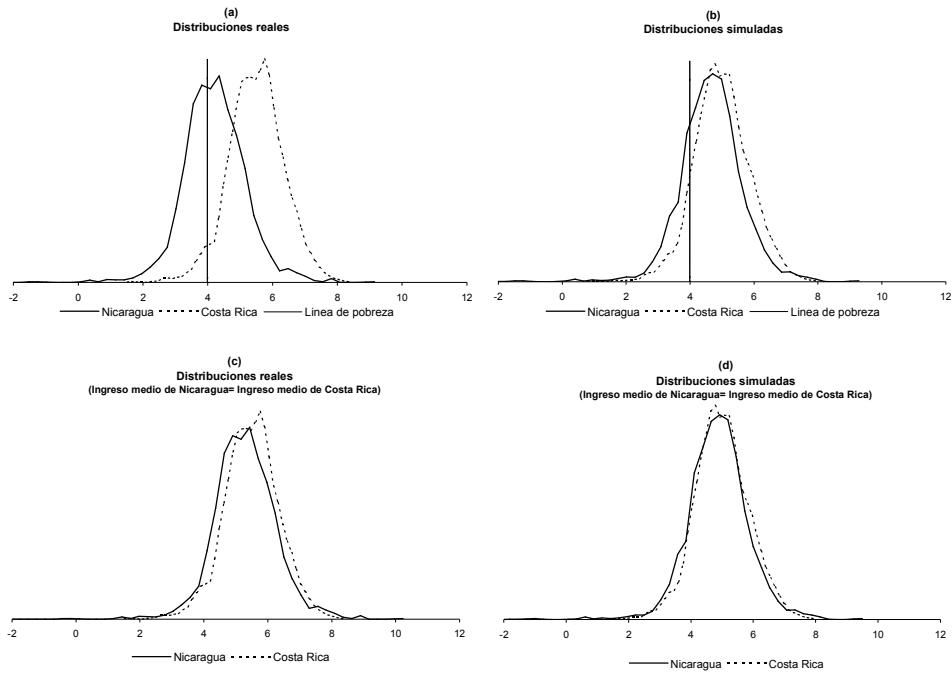 (a)
Distribuciones reales
-2 0 2 4 6 8 10 12
Nicaragua Costa Rica Linea de pobreza
(b)
Distribuciones simuladas
-2 0 2 4 6 8 10 12
Nicaragua Costa Rica Linea de pobreza
(c)
Distribuciones reales
(Ingreso medio de Nicaragua= Ingreso medio de Costa Rica)
-2 0 2 4 6 8 10 12
Nicaragua Costa Rica
(d)
Distribuciones simuladas
(Ingreso medio de Nicaragua= Ingreso medio de Costa Rica)
-2 0 2 4 6 8 10 12
Nicaragua Costa Rica